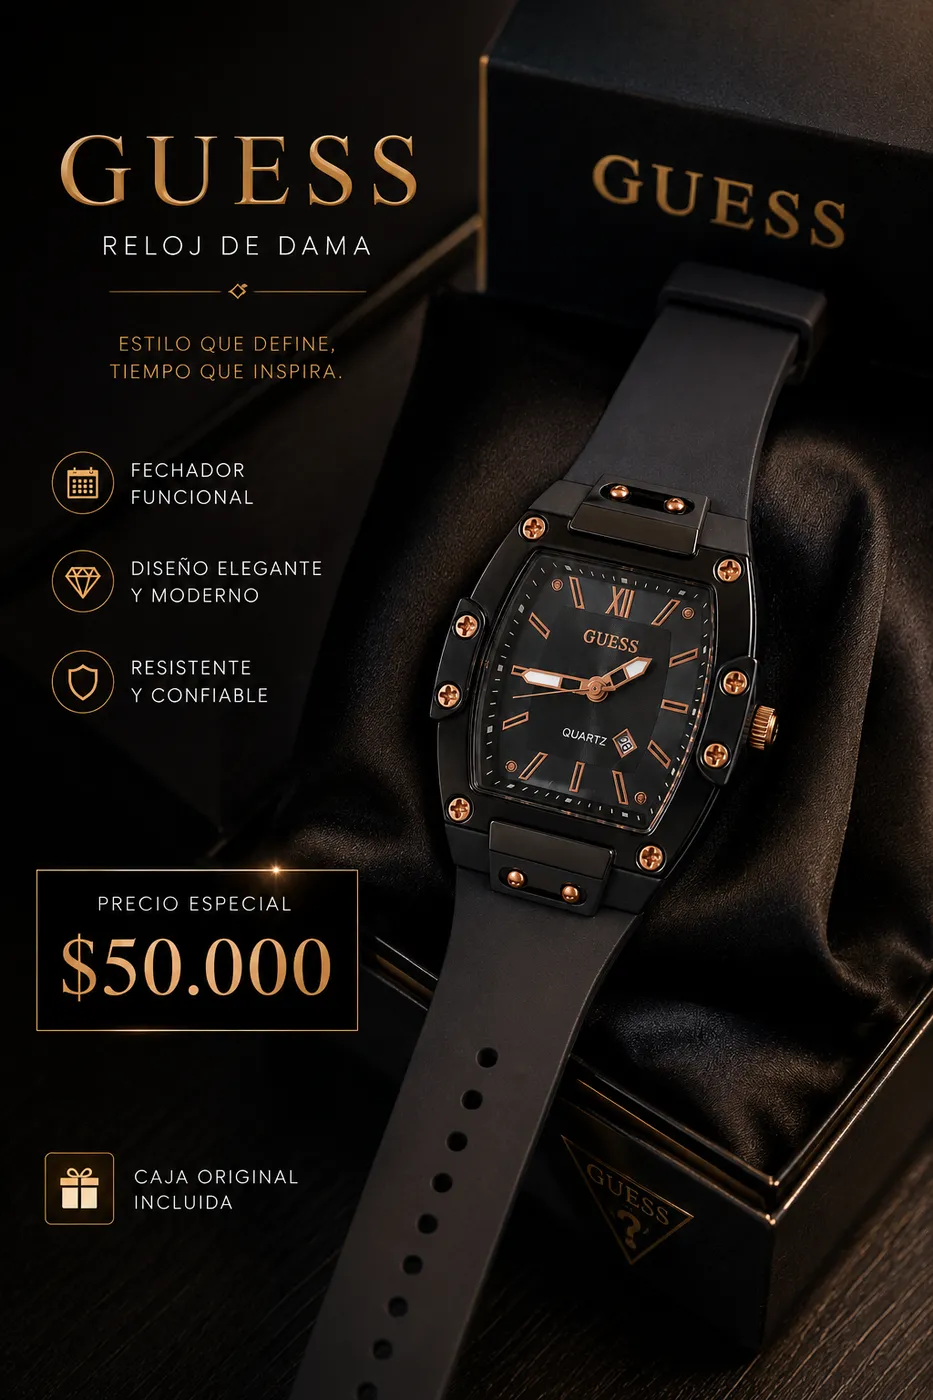 GUESS
RELOJ DE DAMA
ESTILO QUE DEFINE,
TIEMPO QUE INSPIRA.
FECHADOR
FUNCIONAL
DISEÑO ELEGANTE
Y MODERNO
RESISTENTE
Y CONFIABLE
PRECIO ESPECIAL
$50.000
CAJA ORIGINAL
INCLUIDA
GUESS
XII
GUESS
QUARTZ
GUESS
?